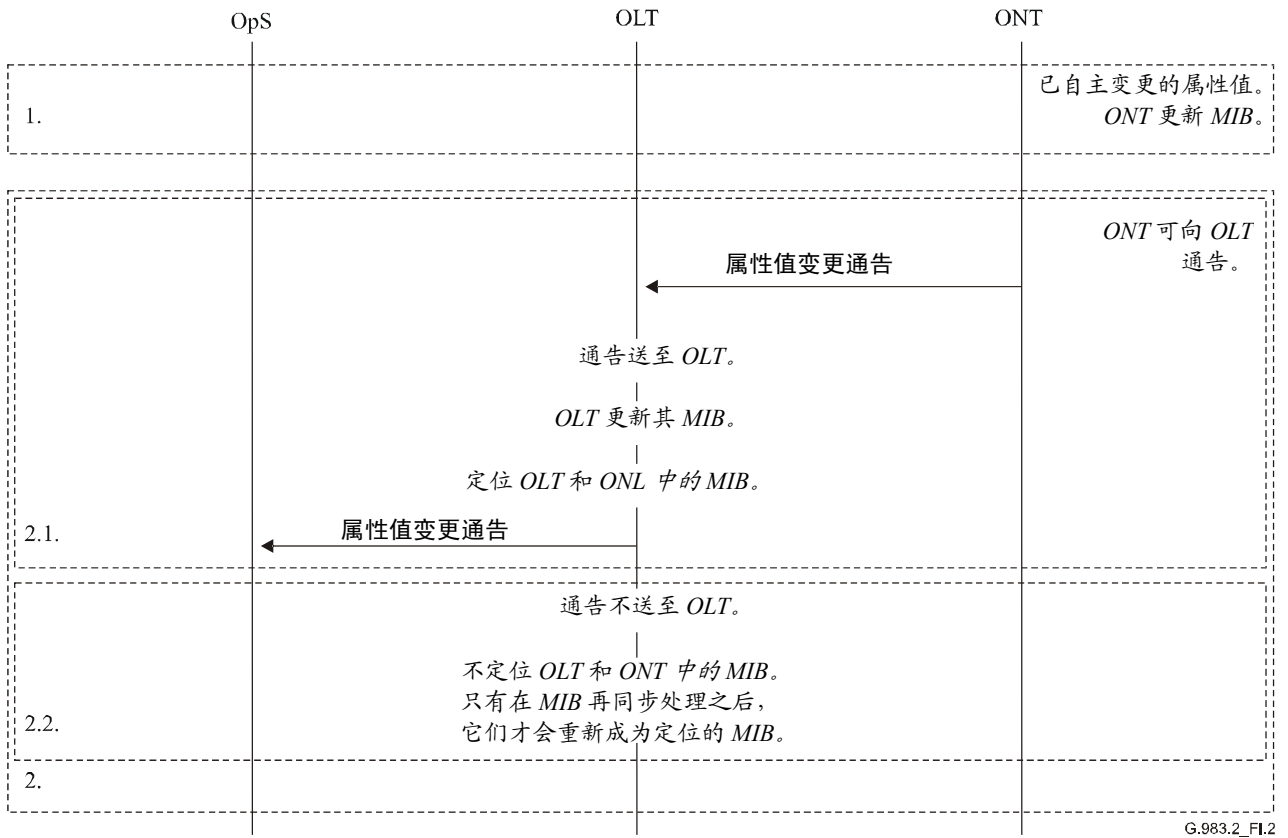 OpS OLT ONT
已自主变更的属性值。
1. ONT 更新 MIB。
ONT 可向 OLT
通告。
属性值变更通告
通告送至 OLT。
OLT 更新其 MIB。
定位 OLT 和 ONL 中的 MIB。
2.1. 属性值变更通告
通告不送至 OLT。
不定位 OLT 和 ONT 中的 MIB。
只有在 MIB 再同步处理之后，
2.2. 它们才会重新成为定位的 MIB。
2.
G.983.2_FI.2